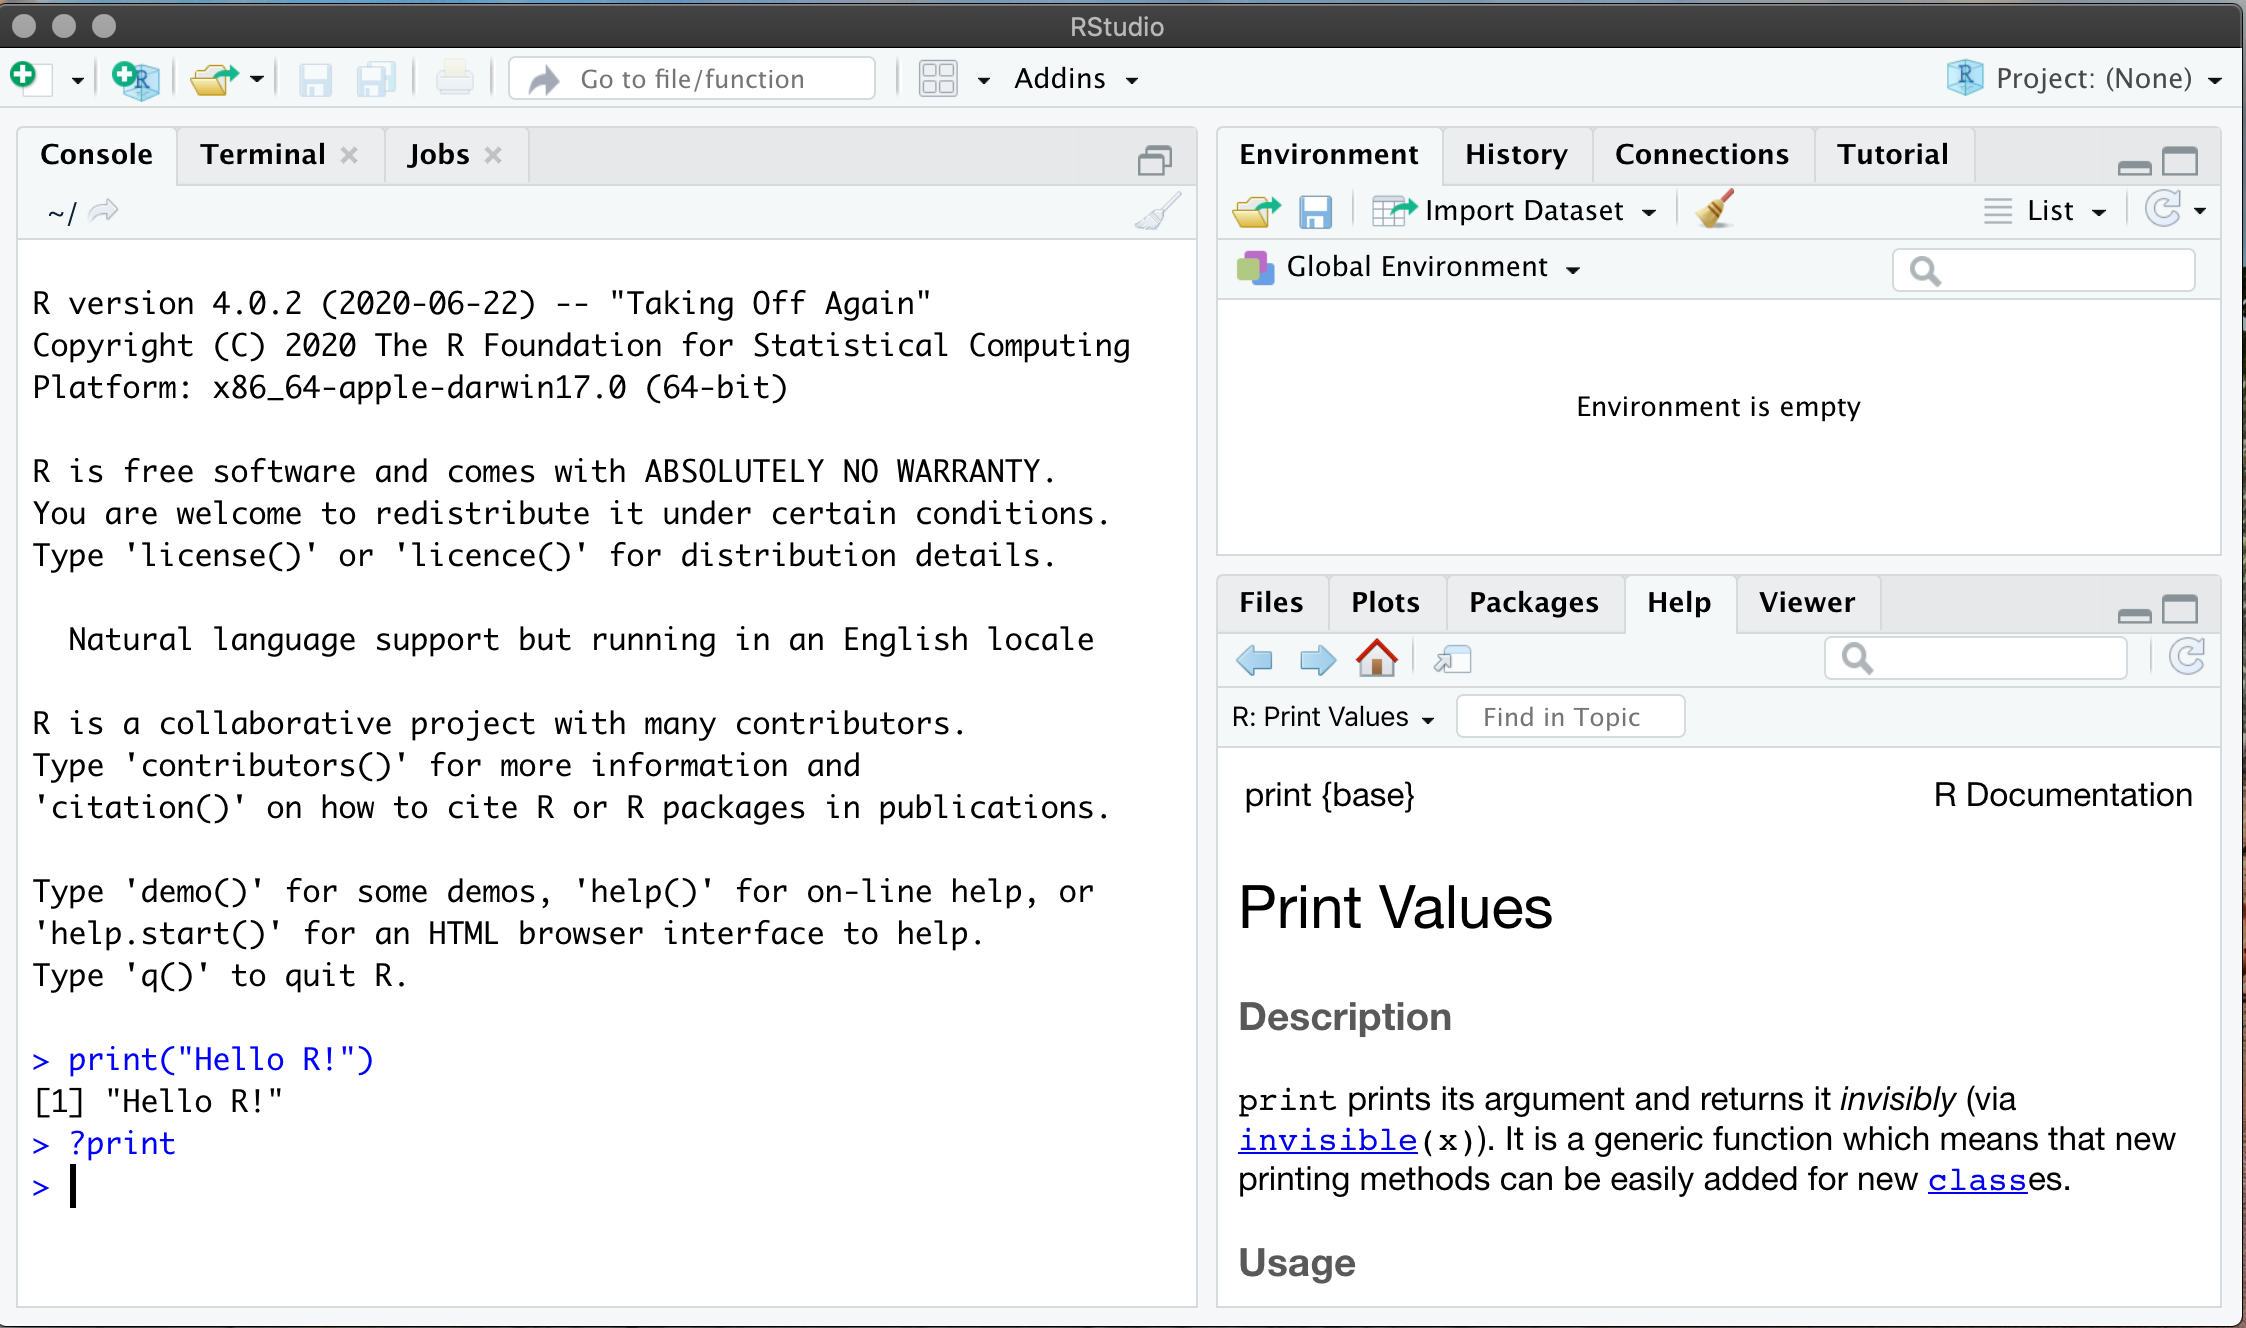 RStudio
Go to file/function
Addins
Project: (None)
Console
Terminal
Jobs
~/
R version 4.0.2 (2020-06-22) -- "Taking Off Again"
Copyright (C) 2020 The R Foundation for Statistical Computing
Platform: x86_64-apple-darwin17.0 (64-bit)
R is free software and comes with ABSOLUTELY NO WARRANTY.
You are welcome to redistribute it under certain conditions.
Type 'license()' or 'licence()' for distribution details.
Natural language support but running in an English locale
R is a collaborative project with many contributors.
Type 'contributors()' for more information and
'citation()' on how to cite R or R packages in publications.
Type 'demo()' for some demos, 'help()' for on-line help, or
'help.start()' for an HTML browser interface to help.
Type 'q()' to quit R.
> print("Hello R!")
[1] "Hello R!"
> ?print
>
Environment
History
Connections
Tutorial
Import Dataset
List
Global Environment
Environment is empty
Files
Plots
Packages
Help
Viewer
R: Print Values
Find in Topic
print {base}
R Documentation
Print Values
Description
print prints its argument and returns it invisibly (via
invisible(x)). It is a generic function which means that new
printing methods can be easily added for new classes.
Usage